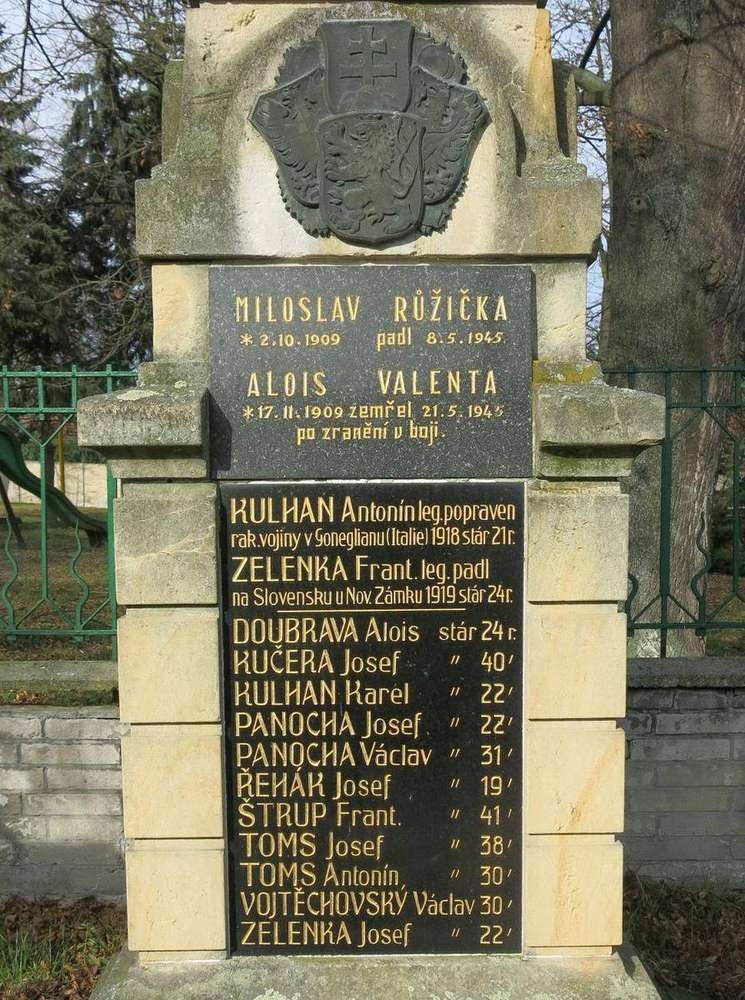 MILOSLAV RŮŽIČKA
*2.10.1909 padl 8.5.1945
ALOIS VALENTA
*17.11.1909 zemřel 21.5.1945
po zranění v boji.
KULHAN Antonín leg. popraven
rak. vojíny v Goneglianu (Italie) 1918 stár 21 r.
ZELENKA Frant. leg. padl
na Slovensku u Nov. Zámku 1919 stár 24 r.
DOUBRAVA Alois stár 24 r.
KUČERA Josef " 40 '
KULHAN Karel " 22 '
PANOCHA Josef " 22 '
PANOCHA Václav " 31 '
ŘEHÁK Josef " 19 '
ŠTRUP Frant. " 41 '
TOMS Josef " 38 '
TOMS Antonín, " 30 '
VOJTĚCHOVSKÝ Václav 30 '
ZELENKA Josef " 22 '